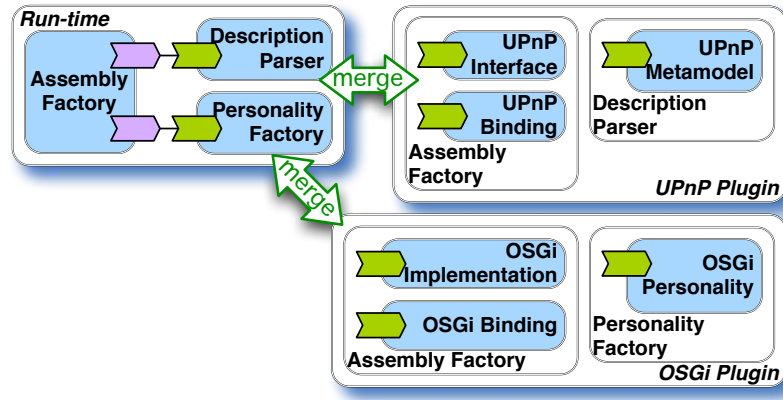 Run-time
Assembly
Factory
Description
Parser
Personality
Factory
merge
UPnP
Interface
UPnP
Binding
Assembly
Factory
UPnP
Metamodel
Description
Parser
UPnP Plugin
merge
OSGi
Implementation
OSGi Binding
Assembly Factory
OSGi
Personality
Personality
Factory
OSGi Plugin